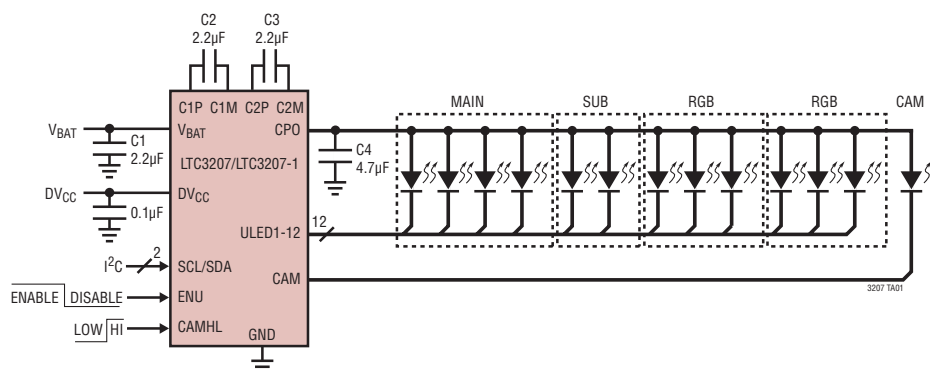 C2
2.2µF
C3
2.2µF
C1P C1M C2P C2M
MAIN
SUB
RGB
RGB
CAM
VBAT
VBAT
CPO
C1
2.2µF
LTC3207/LTC3207-1
C4
4.7µF
DVCC
DVCC
0.1µF
ULED1-12
12
I2C
2
SCL/SDA
CAM
3207 TA01
ENABLE DISABLE
ENU
LOW HI
CAMHL
GND